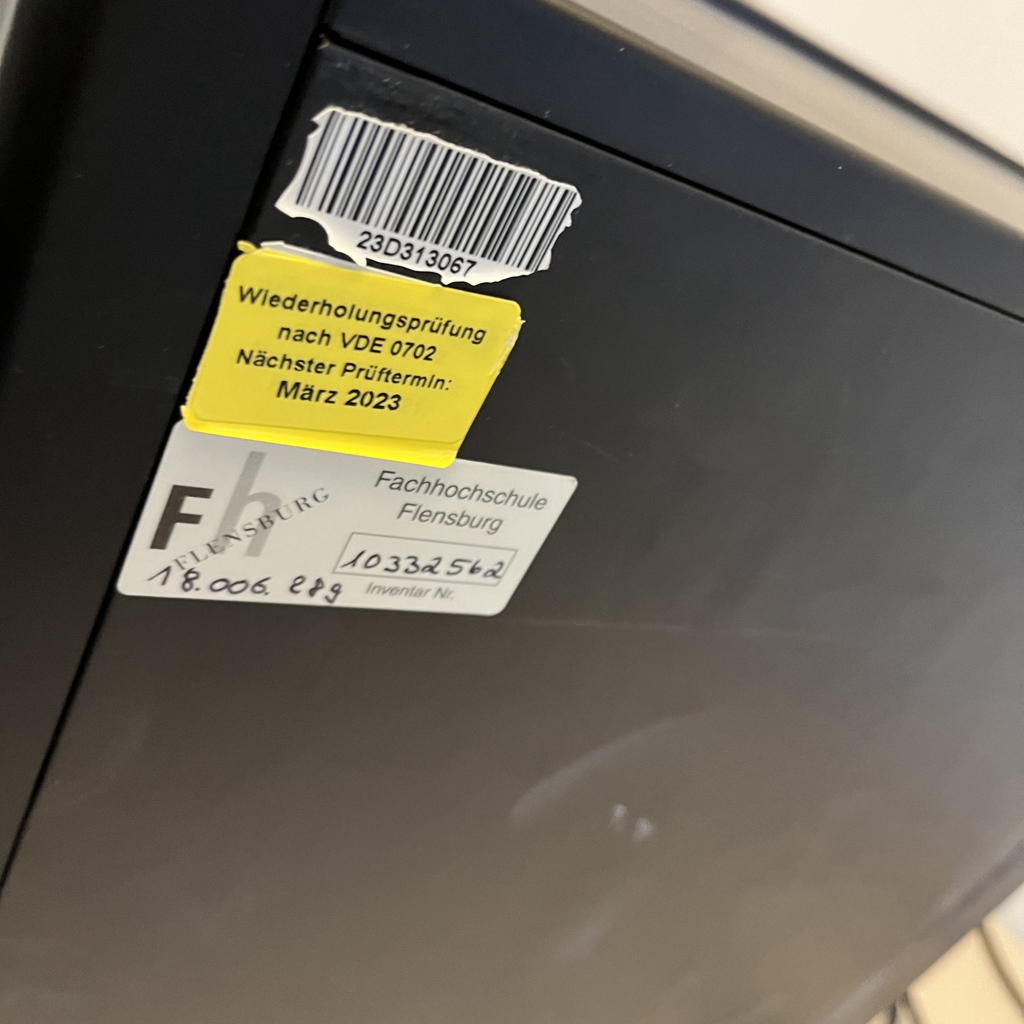 23D313067
Wiederholungsprüfung
nach VDE 0702
Nächster Prüftermin:
März 2023
Fh
FLENSBURG
Fachhochschule
Flensburg
10332562
Inventar Nr.
18.006. 289